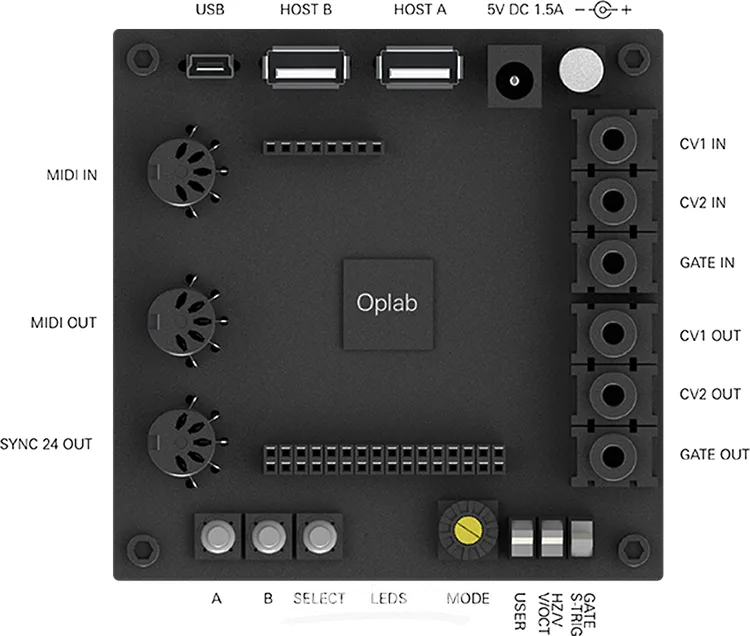 USB HOST B HOST A 5V DC 1.5A
CV1 IN
MIDI IN
CV2 IN
GATE IN
Oplab
MIDI OUT
CV1 OUT
CV2 OUT
SYNC 24 OUT
GATE OUT
A B SELECT LEDS MODE
USER
HZ/V
V/OCT
GATE
S-TRIG